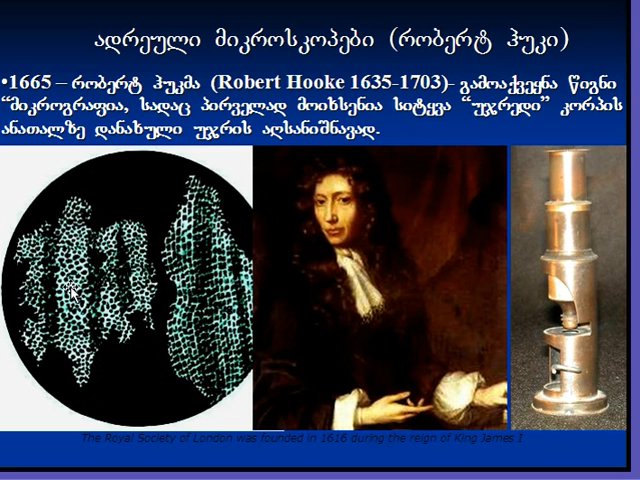 ადრეული მიკროსკოპები (რობერტ ჰუკი)
•1665 – რობერტ ჰუკმა (Robert Hooke 1635-1703)- გამოაქვეყნა წიგნი
“მიკროგრაფია, სადაც პირველად მოიხსენია სიტყვა “უჯრედი” კორპის
ანათალზე დანახული უჯრის აღსანიშნავად.
The Royal Society of London was founded in 1616 during the reign of King James I